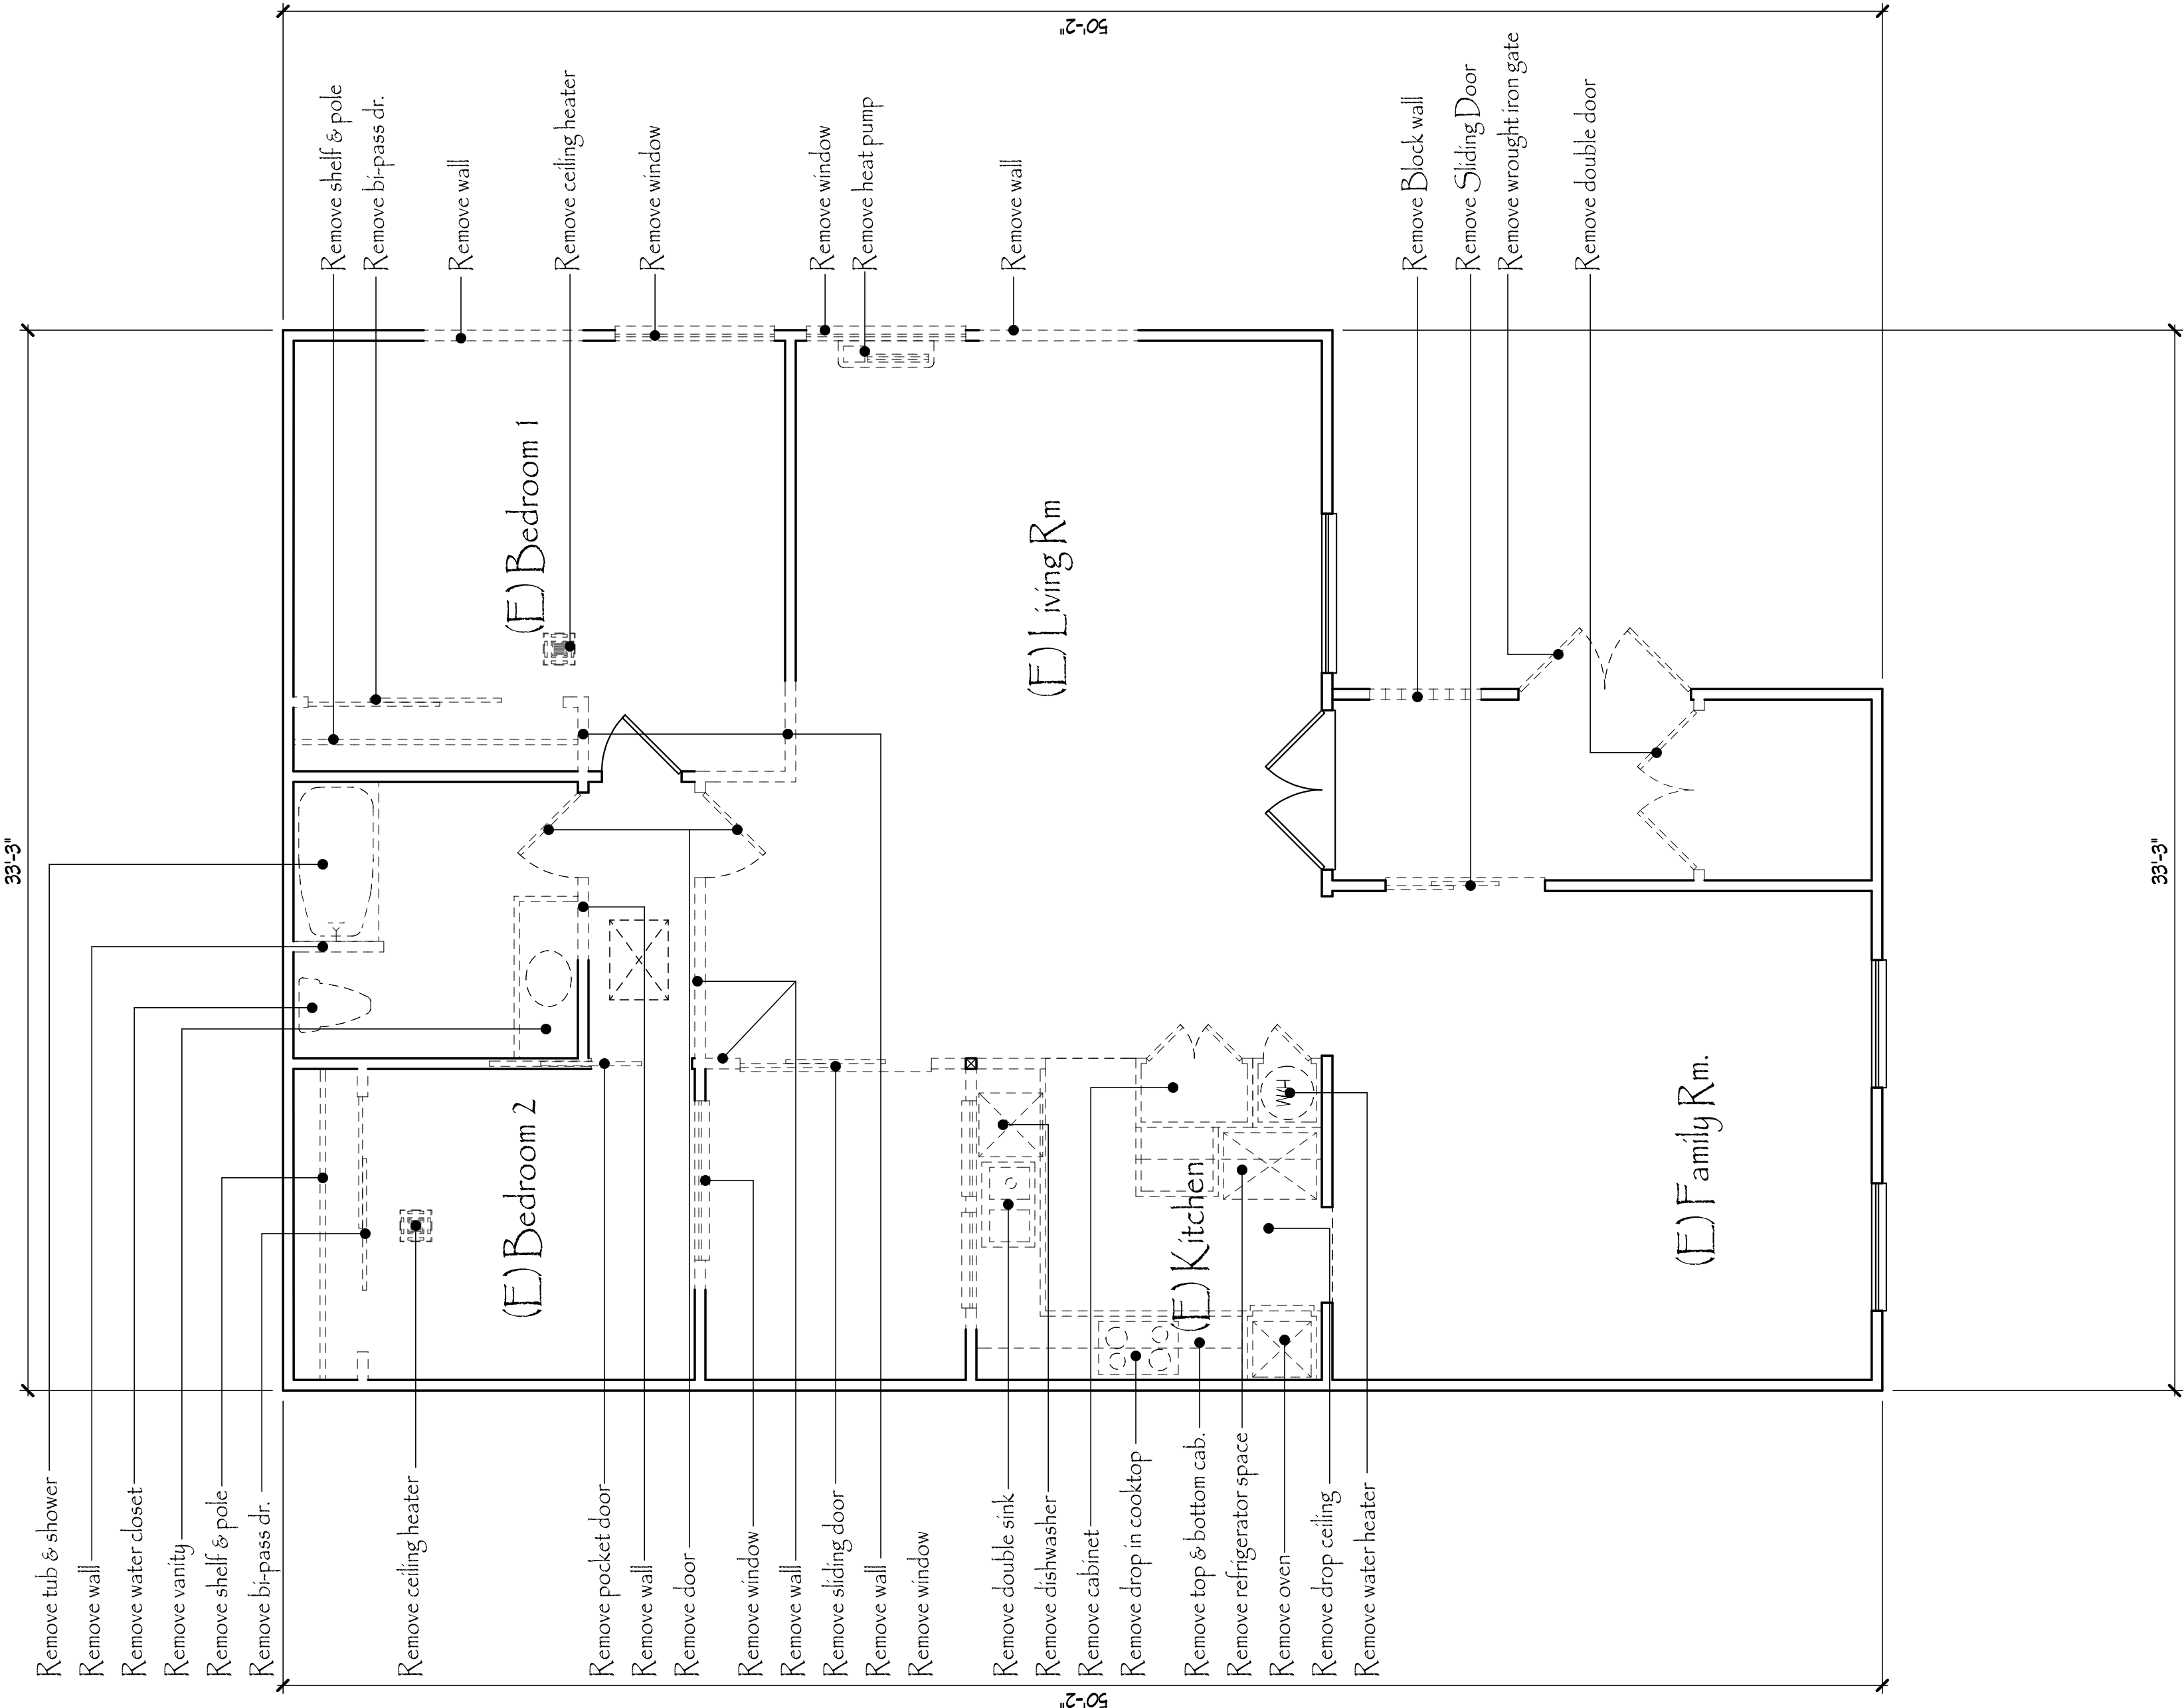 50'-2"
Remove shelf & pole
Remove bi-pass dr.
Remove wall
Remove ceiling heater
Remove window
Remove window
Remove heat pump
Remove wall
Remove Block wall
Remove Sliding Door
Remove wrought iron gate
Remove double door
33'-3"
33'-3"
(E) Bedroom 1
(E) Living Rm
(E) Bedroom 2
(E) Kitchen
WH
(E) Family Rm.
Remove tub & shower
Remove wall
Remove water closet
Remove vanity
Remove shelf & pole
Remove bi-pass dr.
Remove ceiling heater
Remove pocket door
Remove wall
Remove door
Remove window
Remove wall
Remove sliding door
Remove wall
Remove window
Remove double sink
Remove dishwasher
Remove cabinet
Remove drop in cooktop
Remove top & bottom cab.
Remove refrigerator space
Remove oven
Remove drop ceiling
Remove water heater
50'-2"